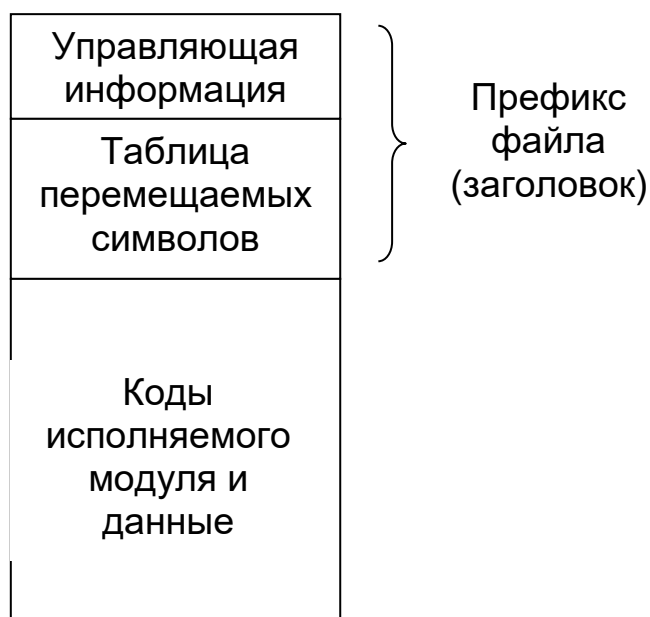 Управляющая
информация
Таблица
перемещаемых
символов
Префикс
файла
(заголовок)
Коды
исполняемого
модуля и
данные